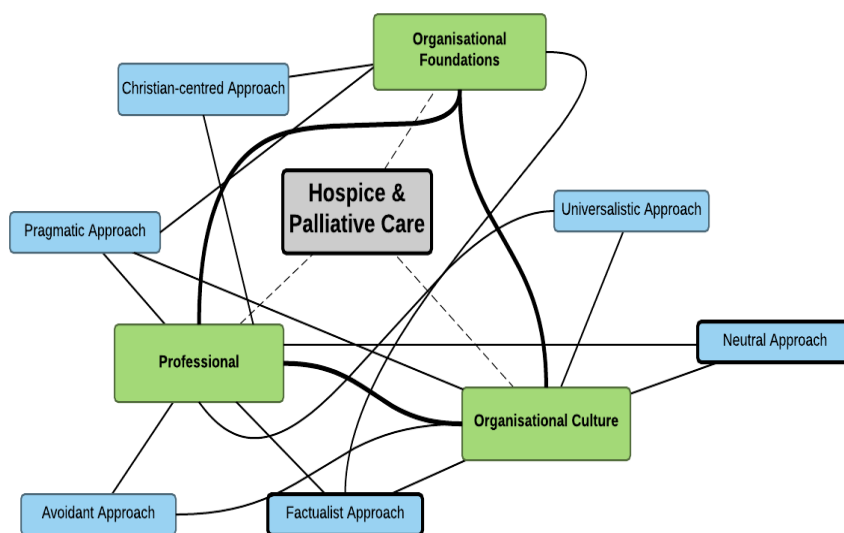 Organisational
Foundations
Christian-centred Approach
Hospice &
Palliative Care
Universalistic Approach
Pragmatic Approach
Neutral Approach
Professional
Organisational Culture
Avoidant Approach
Factualist Approach